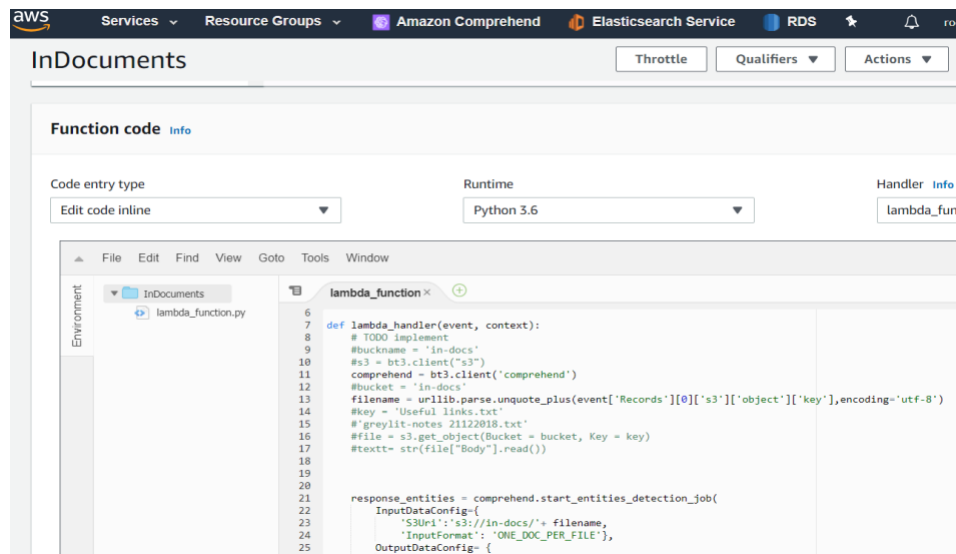 aws Services Resource Groups Amazon Comprehend Elasticsearch Service RDS
InDocuments Throttle Qualifiers Actions
Function code Info
Code entry type Runtime Handler Info
Edit code inline Python 3.6
File Edit Find View Goto Tools Window
Environment
InDocuments
lambda_function.py
lambda_function
6
7 def lambda_handler(event, context):
8 # TODO implement
9 #buckname = 'in-docs'
10 #s3 = bt3.client("s3")
11 comprehend = bt3.client('comprehend')
12 #bucket = 'in-docs'
13 filename = urllib.parse.unquote_plus(event['Records'][0]['s3']['object']['key'],encoding='utf-8')
14 #key = 'Useful links.txt'
15 #'greylit-notes 21122018.txt'
16 #file = s3.get_object(Bucket = bucket, Key = key)
17 #textt= str(file["Body"].read())
18
19
20
21 response_entities = comprehend.start_entities_detection_job(
22 InputDataConfig={
23 'S3Uri':'s3://in-docs/'+ filename,
24 'InputFormat': 'ONE_DOC_PER_FILE'},
25 OutputDataConfig= {